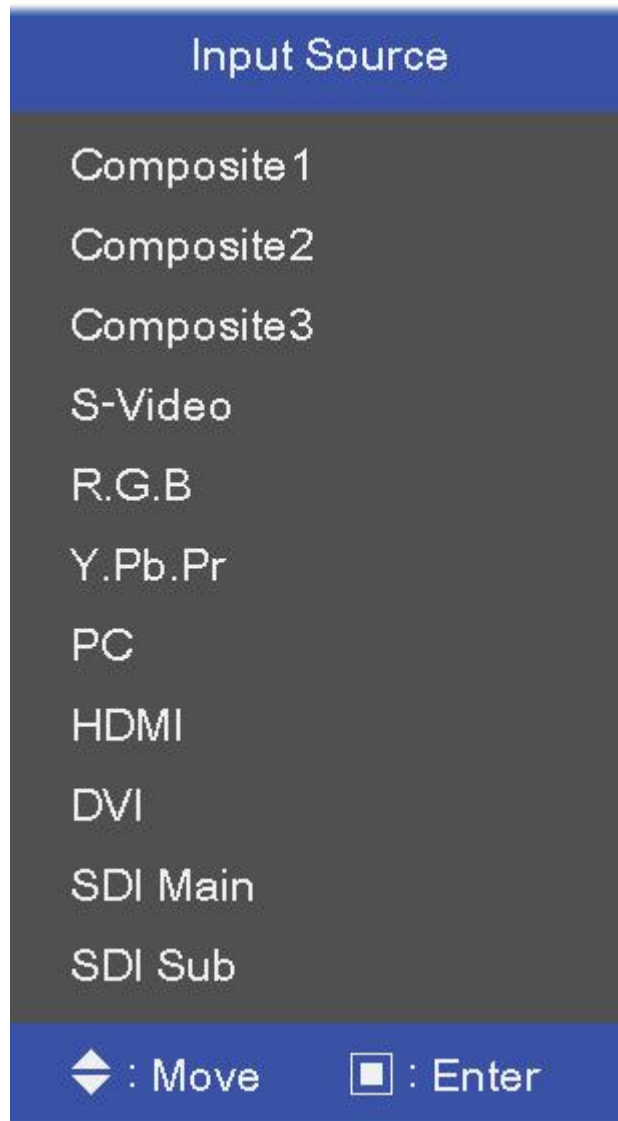 Input Source
Composite1
Composite2
Composite3
S-Video
R.G.B
Y.Pb.Pr
PC
HDMI
DVI
SDI Main
SDI Sub
: Move : Enter